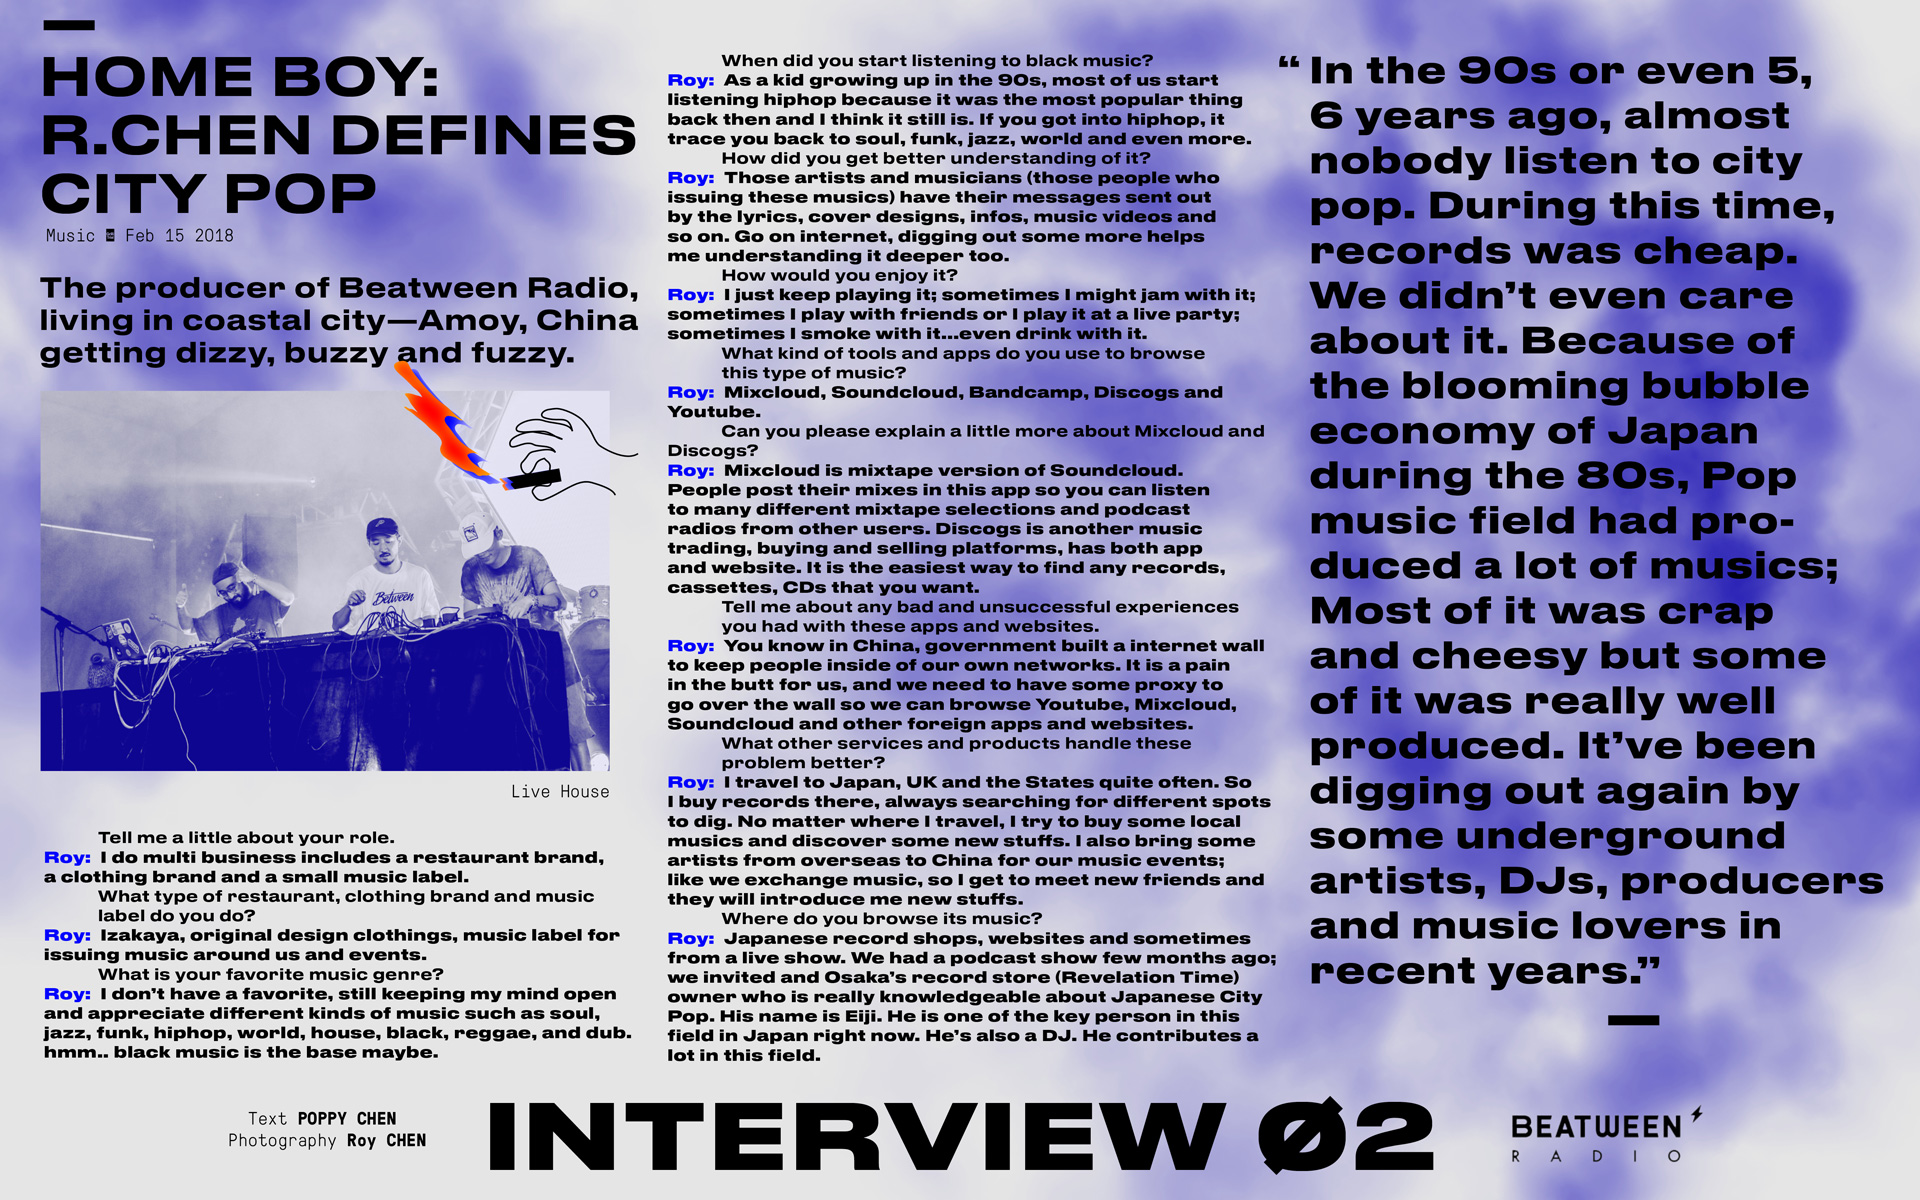 HOME BOY:
R.CHEN DEFINES
CITY POP
Music Feb 15 2018
The producer of Beatween Radio,
living in coastal city—Amoy, China
getting dizzy, buzzy and fuzzy.
Between
Live House
Tell me a little about your role.
Roy: I do multi business includes a restaurant brand,
a clothing brand and a small music label.
What type of restaurant, clothing brand and music
label do you do?
Roy: Izakaya, original design clothings, music label for
issuing music around us and events.
What is your favorite music genre?
Roy: I don't have a favorite, still keeping my mind open
and appreciate different kinds of music such as soul,
jazz, funk, hiphop, world, house, black, reggae, and dub.
hmm.. black music is the base maybe.
When did you start listening to black music?
Roy: As a kid growing up in the 90s, most of us start
listening hiphop because it was the most popular thing
back then and I think it still is. If you got into hiphop, it
trace you back to soul, funk, jazz, world and even more.
How did you get better understanding of it?
Roy: Those artists and musicians (those people who
issuing these musics) have their messages sent out
by the lyrics, cover designs, infos, music videos and
so on. Go on internet, digging out some more helps
me understanding it deeper too.
How would you enjoy it?
Roy: I just keep playing it; sometimes I might jam with it;
sometimes I play with friends or I play it at a live party;
sometimes I smoke with it...even drink with it.
What kind of tools and apps do you use to browse
this type of music?
Roy: Mixcloud, Soundcloud, Bandcamp, Discogs and
Youtube.
Can you please explain a little more about Mixcloud and
Discogs?
Roy: Mixcloud is mixtape version of Soundcloud.
People post their mixes in this app so you can listen
to many different mixtape selections and podcast
radios from other users. Discogs is another music
trading, buying and selling platforms, has both app
and website. It is the easiest way to find any records,
cassettes, CDs that you want.
Tell me about any bad and unsuccessful experiences
you had with these apps and websites.
Roy: You know in China, government built a internet wall
to keep people inside of our own networks. It is a pain
in the butt for us, and we need to have some proxy to
go over the wall so we can browse Youtube, Mixcloud,
Soundcloud and other foreign apps and websites.
What other services and products handle these
problem better?
Roy: I travel to Japan, UK and the States quite often. So
I buy records there, always searching for different spots
to dig. No matter where I travel, I try to buy some local
musics and discover some new stuffs. I also bring some
artists from overseas to China for our music events;
like we exchange music, so I get to meet new friends and
they will introduce me new stuffs.
Where do you browse its music?
Roy: Japanese record shops, websites and sometimes
from a live show. We had a podcast show few months ago;
we invited and Osaka's record store (Revelation Time)
owner who is really knowledgeable about Japanese City
Pop. His name is Eiji. He is one of the key person in this
field in Japan right now. He's also a DJ. He contributes a
lot in this field.
“In the 90s or even 5,
6 years ago, almost
nobody listen to city
pop. During this time,
records was cheap.
We didn't even care
about it. Because of
the blooming bubble
economy of Japan
during the 80s, Pop
music field had pro-
duced a lot of musics;
Most of it was crap
and cheesy but some
of it was really well
produced. It've been
digging out again by
some underground
artists, DJs, producers
and music lovers in
recent years.”
Text POPPY CHEN
Photography Roy CHEN
INTERVIEW Ø2
BEATWEEN
RADIO